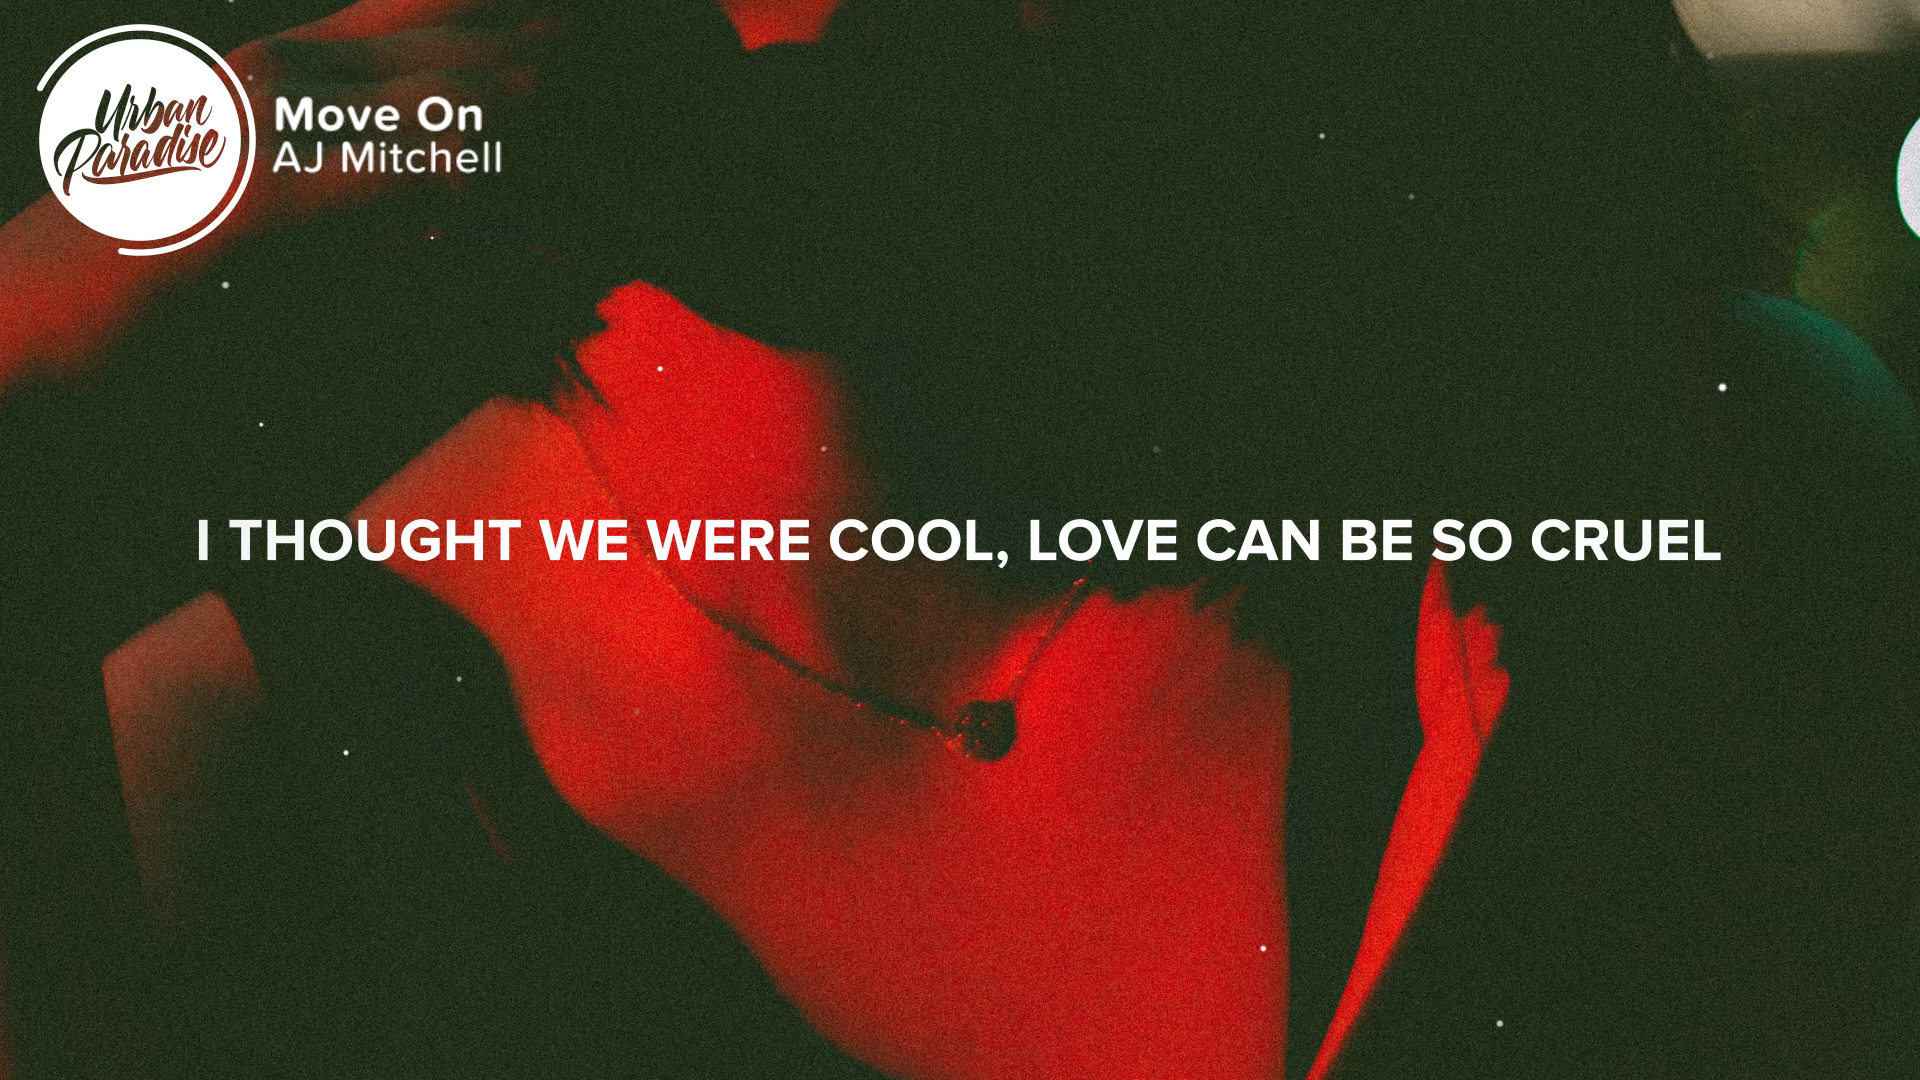 Urban
Paradise
Move On
AJ Mitchell
I THOUGHT WE WERE COOL, LOVE CAN BE SO CRUEL